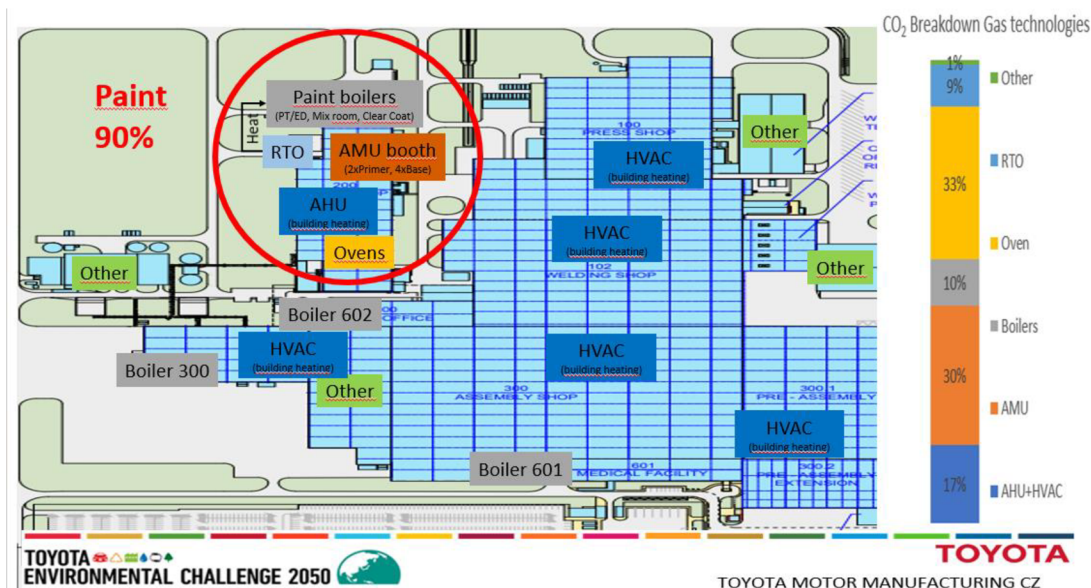 CO₂ Breakdown Gas technologies
Paint
90%
Paint boilers
(PT/ED, Mix room, Clear Coat)
Heat
RTO
AMU booth
(2xPrimer, 4xBase)
200
AHU
(building heating)
Ovens
Other
100
PRESS SHOP
HVAC
(building heating)
Other
HVAC
(building heating)
102
WELDING SHOP
Other
Boiler 602
OFFICE
HVAC
(building heating)
Boiler 300
Other
HVAC
(building heating)
300
ASSEMBLY SHOP
300.1
PRE - ASSEMBLY
HVAC
(building heating)
Boiler 601
601
MEDICAL FACILITY
300.2
PRE - ASSEMBLY
EXTENSION
1%
Other
9%
RTO
33%
Oven
10%
Boilers
30%
AMU
17%
AHU+HVAC
TOYOTA
ENVIRONMENTAL CHALLENGE 2050
TOYOTA
TOYOTA MOTOR MANUFACTURING CZ